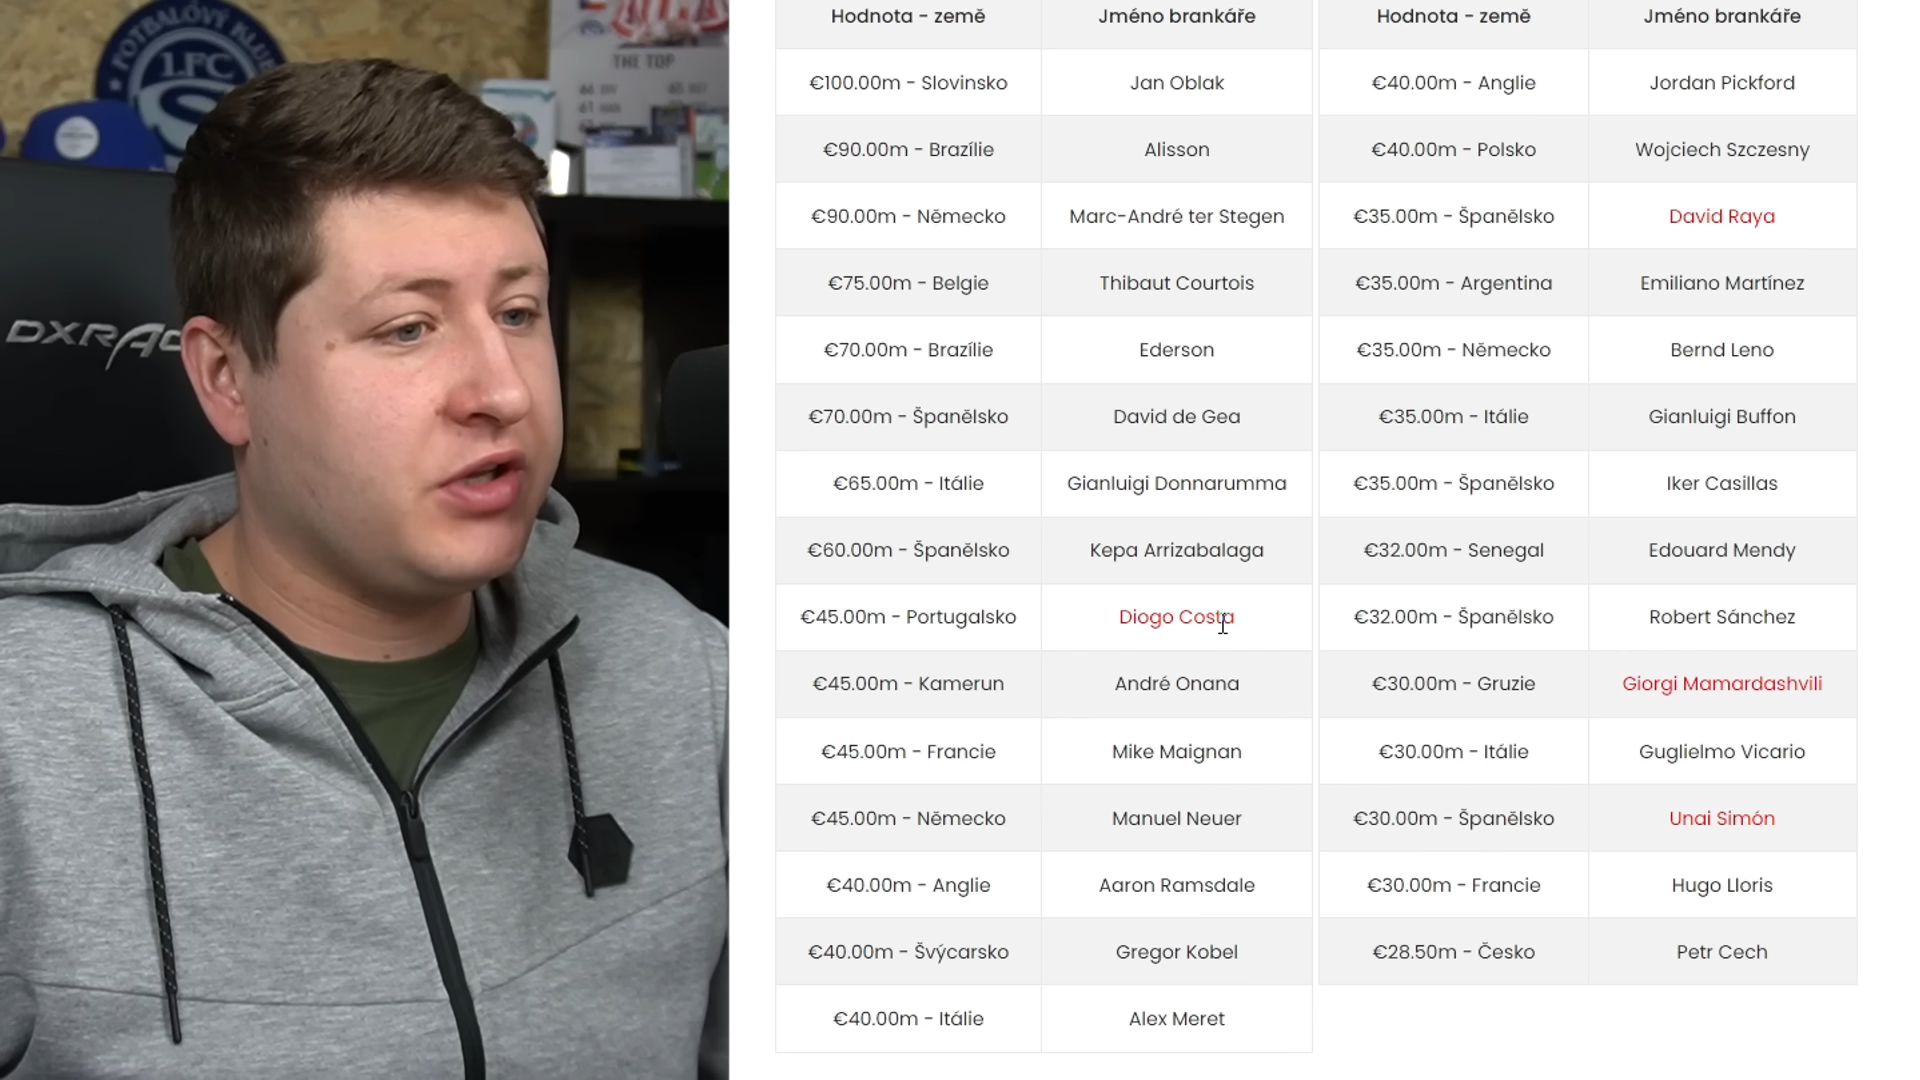 FOTBALOVÝ KLUB
1.FC
S
THE TOP
DXRAC
Hodnota - země Jméno brankáře Hodnota - země Jméno brankáře
€100.00m - Slovinsko Jan Oblak €40.00m - Anglie Jordan Pickford
€90.00m - Brazílie Alisson €40.00m - Polsko Wojciech Szczesny
€90.00m - Německo Marc-André ter Stegen €35.00m - Španělsko David Raya
€75.00m - Belgie Thibaut Courtois €35.00m - Argentina Emiliano Martínez
€70.00m - Brazílie Ederson €35.00m - Německo Bernd Leno
€70.00m - Španělsko David de Gea €35.00m - Itálie Gianluigi Buffon
€65.00m - Itálie Gianluigi Donnarumma €35.00m - Španělsko Iker Casillas
€60.00m - Španělsko Kepa Arrizabalaga €32.00m - Senegal Edouard Mendy
€45.00m - Portugalsko Diogo Costa €32.00m - Španělsko Robert Sánchez
€45.00m - Kamerun André Onana €30.00m - Gruzie Giorgi Mamardashvili
€45.00m - Francie Mike Maignan €30.00m - Itálie Guglielmo Vicario
€45.00m - Německo Manuel Neuer €30.00m - Španělsko Unai Simón
€40.00m - Anglie Aaron Ramsdale €30.00m - Francie Hugo Lloris
€40.00m - Švýcarsko Gregor Kobel €28.50m - Česko Petr Cech
€40.00m - Itálie Alex Meret